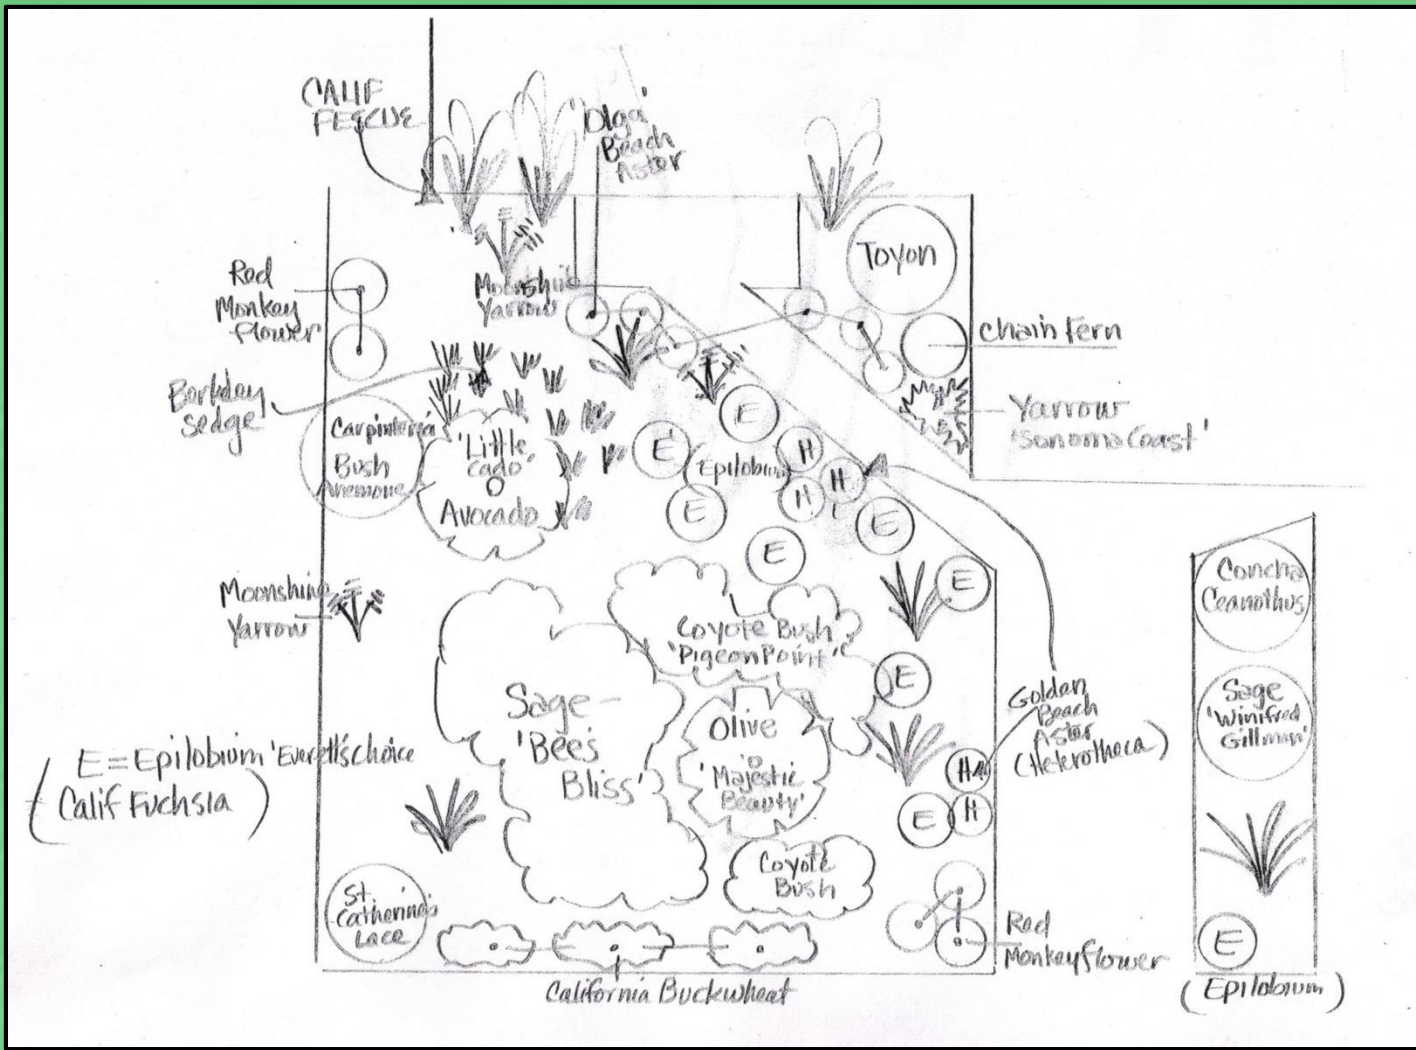 CALIF
FESCUE
'Olga'
Beach
Aster
Toyon
Red
Monkey
flower
Moonshine
Yarrow
Chain Fern
Berkeley
sedge
Yarrow
'Sonoma Coast'
Carpinteria
Bush
Anemone
'Little
Cado'
Avocado
E
E
Epilobium
H
H
H
E
E
E
E
Moonshine
Yarrow
Coyote Bush
'Pigeon Point'
E
Concha
Ceanothus
Sage -
'Bee's
Bliss'
Olive
'Majestic
Beauty'
Golden
Beach
Aster
(Heterotheca)
Sage
'Winifred
Gillman'
E = Epilobium 'Everett's choice
(Calif Fuchsia)
H
E
H
Coyote
Bush
St.
Catherine's
Lace
Red
Monkeyflower
E
California Buckwheat
(Epilobium)